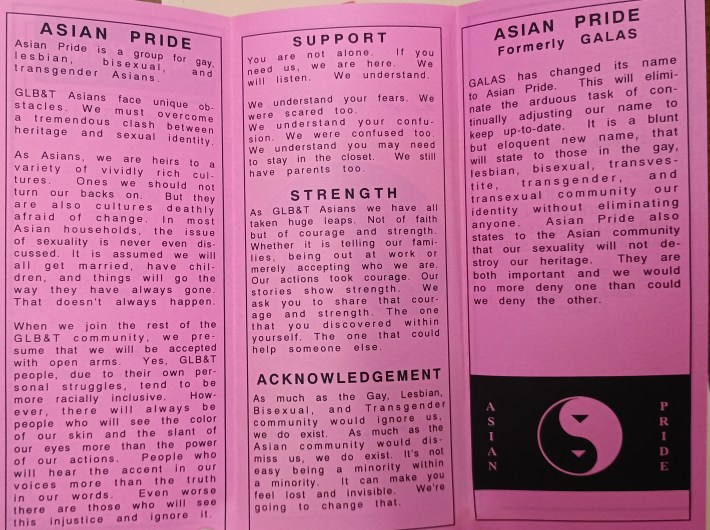 ASIAN PRIDE
Asian Pride is a group for gay,
lesbian, bisexual, and
transgender Asians.
GLB&T Asians face unique ob-
stacles. We must overcome
a tremendous clash between
heritage and sexual identity.
As Asians, we are heirs to a
variety of vividly rich cul-
tures. Ones we should not
turn our backs on. But they
are also cultures deathly
afraid of change. In most
Asian households, the issue
of sexuality is never even dis-
cussed. It is assumed we will
all get married, have chil-
dren, and things will go the
way they have always gone.
That doesn't always happen.
When we join the rest of the
GLB&T community, we pre-
sume that we will be accepted
with open arms. Yes, GLB&T
people, due to their own per-
sonal struggles, tend to be
more racially inclusive. How-
ever, there will always be
people who will see the color
of our skin and the slant of
our eyes more than the power
of our actions. People who
will hear the accent in our
voices more than the truth
in our words. Even worse
there are those who will see
this injustice and ignore it.
SUPPORT
You are not alone. If you
need us, we are here. We
will listen. We understand.
We understand your fears. We
were scared too.
We understand your confu-
sion. We were confused too.
We understand you may need
to stay in the closet. We still
have parents too.
STRENGTH
As GLB&T Asians we have all
taken huge leaps. Not of faith
but of courage and strength.
Whether it is telling our fami-
lies, being out at work or
merely accepting who we are.
Our actions took courage. Our
stories show strength. We
ask you to share that cour-
age and strength. The one
that you discovered within
yourself. The one that could
help someone else.
ACKNOWLEDGEMENT
As much as the Gay, Lesbian,
Bisexual, and Transgender
community would ignore us,
we do exist. As much as the
Asian community would dis-
miss us, we do exist. It's not
easy being a minority within
a minority. It can make you
feel lost and invisible. We're
going to change that.
ASIAN PRIDE
Formerly GALAS
GALAS has changed its name
to Asian Pride. This will elimi-
nate the arduous task of con-
tinually adjusting our name to
keep up-to-date. It is a blunt
but eloquent new name, that
will state to those in the gay,
lesbian, bisexual, transves-
tite, transgender, and
transexual community our
identity without eliminating
anyone. Asian Pride also
states to the Asian community
that our sexuality will not de-
stroy our heritage. They are
both important and we would
no more deny one than could
we deny the other.
ASIAN
PRIDE